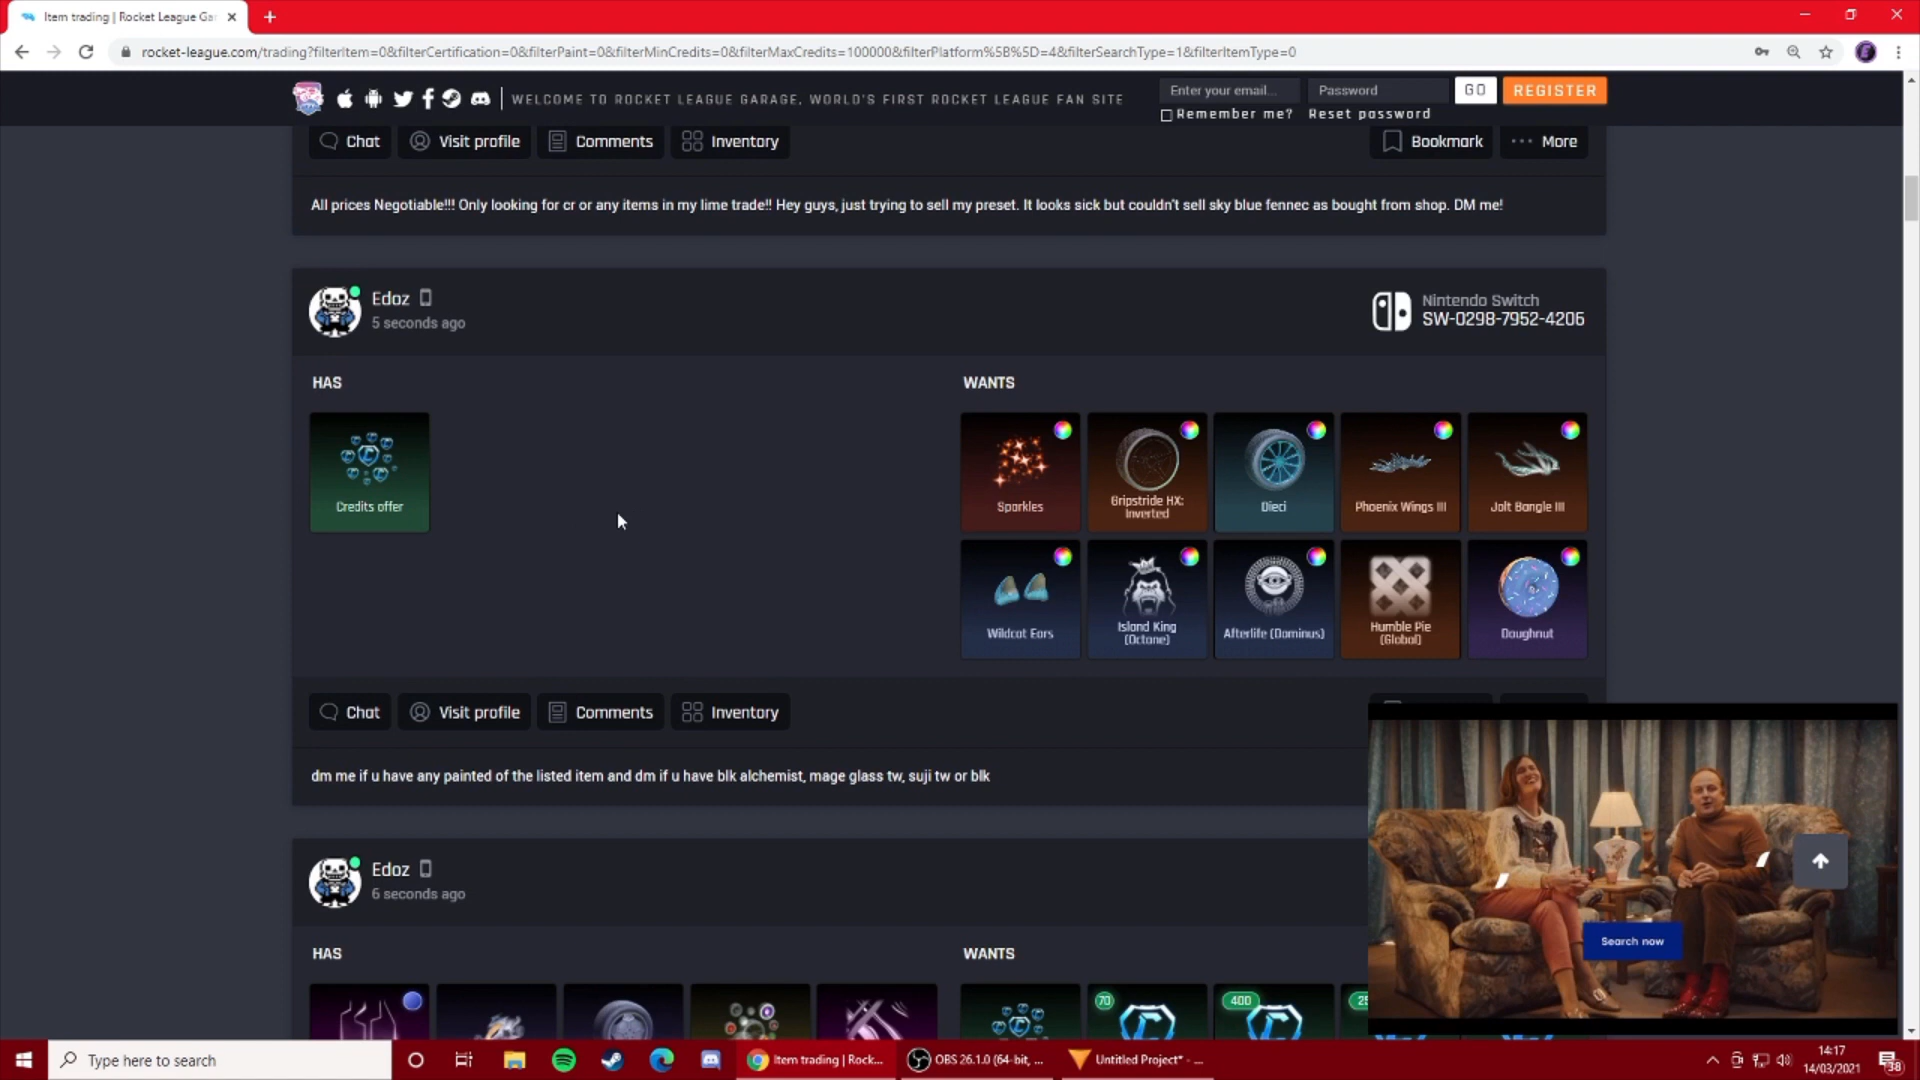 Item trading | Rocket League Gar
rocket-league.com/trading?filterItem=0&filterCertification=0&filterPaint=0&filterMinCredits=0&filterMaxCredits=100000&filterPlatform%5B%5D=4&filterSearchType=1&filterItemType=0
WELCOME TO ROCKET LEAGUE GARAGE, WORLD'S FIRST ROCKET LEAGUE FAN SITE
Enter your email...
Password
GO
REGISTER
Remember me?
Reset password
Chat
Visit profile
Comments
Inventory
Bookmark
More
All prices Negotiable!!! Only looking for cr or any items in my lime trade!! Hey guys, just trying to sell my preset. It looks sick but couldn't sell sky blue fennec as bought from shop. DM me!
Edoz
5 seconds ago
Nintendo Switch
SW-0298-7952-4206
HAS
WANTS
Credits offer
Sparkles
Gripstride HX:
Inverted
Dieci
Phoenix Wings III
Jolt Bangle III
Wildcat Ears
Island King
(Octane)
Afterlife (Dominus)
Humble Pie
(Global)
Doughnut
Chat
Visit profile
Comments
Inventory
dm me if u have any painted of the listed item and dm if u have blk alchemist, mage glass tw, suji tw or blk
Edoz
6 seconds ago
HAS
WANTS
70
400
25
Search now
Type here to search
Item trading | Rock...
OBS 26.1.0 (64-bit, ...
Untitled Project* - ...
14:17
14/03/2021
38